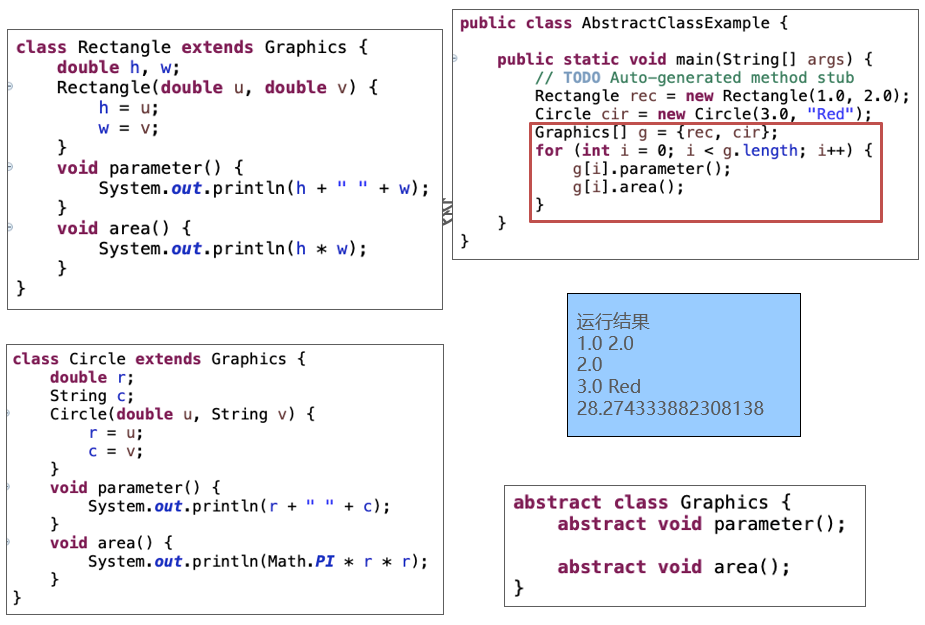 class Rectangle extends Graphics {
double h, w;
Rectangle(double u, double v) {
h = u;
w = v;
}
void parameter() {
System.out.println(h + " " + w);
}
void area() {
System.out.println(h * w);
}
}
public class AbstractClassExample {
public static void main(String[] args) {
// TODO Auto-generated method stub
Rectangle rec = new Rectangle(1.0, 2.0);
Circle cir = new Circle(3.0, "Red");
Graphics[] g = {rec, cir};
for (int i = 0; i < g.length; i++) {
g[i].parameter();
g[i].area();
}
}
}
class Circle extends Graphics {
double r;
String c;
Circle(double u, String v) {
r = u;
c = v;
}
void parameter() {
System.out.println(r + " " + c);
}
void area() {
System.out.println(Math.PI * r * r);
}
}
运行结果
1.0 2.0
2.0
3.0 Red
28.274333882308138
abstract class Graphics {
abstract void parameter();
abstract void area();
}